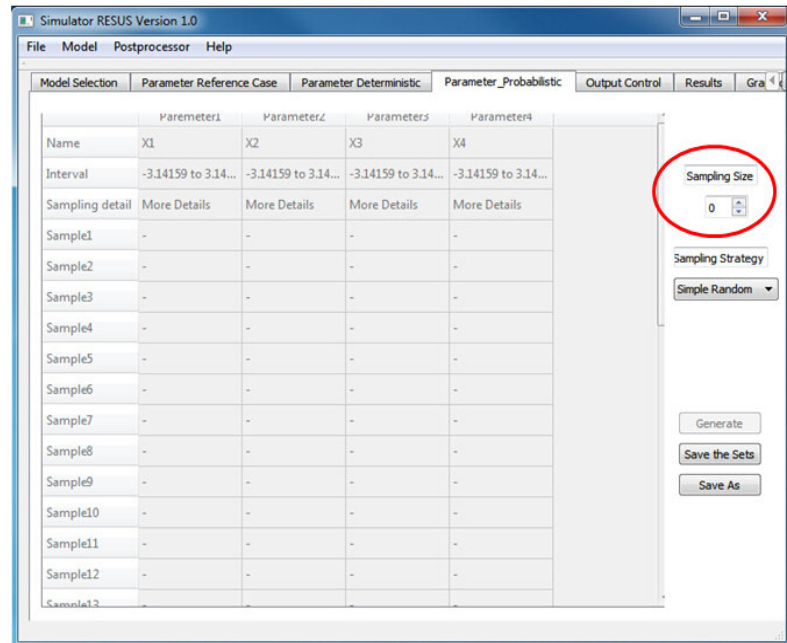 Simulator RESUS Version 1.0
File Model Postprocessor Help
Model Selection Parameter Reference Case Parameter Deterministic Parameter_Probabilistic Output Control Results Gra
Paremeter1 Parameter2 Parameter3 Parameter4
Name X1 X2 X3 X4
Interval -3.14159 to 3.14... -3.14159 to 3.14... -3.14159 to 3.14... -3.14159 to 3.14...
Sampling detail More Details More Details More Details More Details
Sample1 - - - -
Sample2 - - - -
Sample3 - - - -
Sample4 - - - -
Sample5 - - - -
Sample6 - - - -
Sample7 - - - -
Sample8 - - - -
Sample9 - - - -
Sample10 - - - -
Sample11 - - - -
Sample12 - - - -
Sample13 - - - -
Sampling Size
0
Sampling Strategy
Simple Random
Generate
Save the Sets
Save As